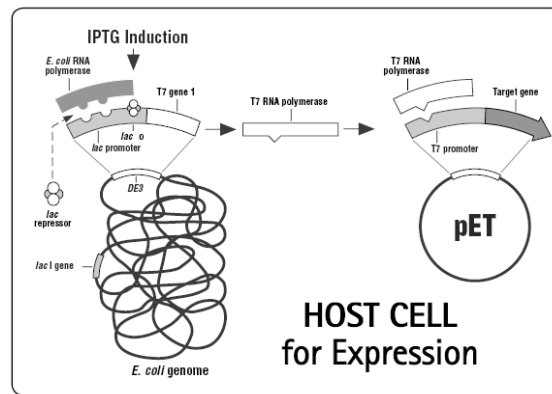 IPTG Induction
E. coli RNA
polymerase
T7 gene 1
lac o
lac promoter
DE3
lac
repressor
lac I gene
E. coli genome
T7 RNA polymerase
T7 RNA
polymerase
Target gene
T7 promoter
pET
HOST CELL
for Expression